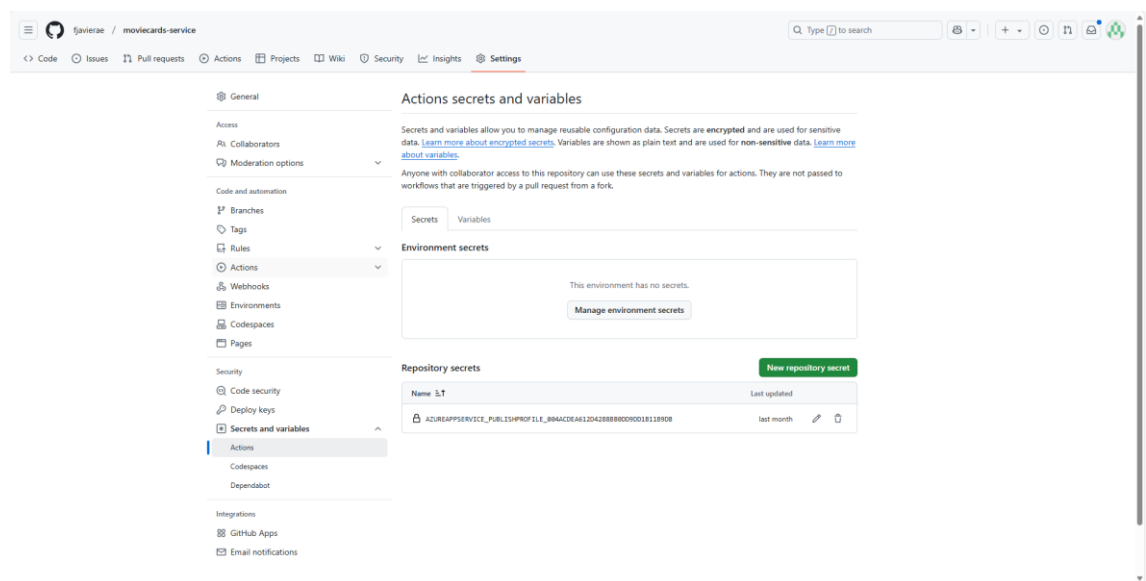 fjavierae / moviecards-service
Type / to search
Code Issues Pull requests Actions Projects Wiki Security Insights Settings
General
Access
Collaborators
Moderation options
Code and automation
Branches
Tags
Rules
Actions
Webhooks
Environments
Codespaces
Pages
Security
Code security
Deploy keys
Secrets and variables
Actions
Codespaces
Dependabot
Integrations
GitHub Apps
Email notifications
Actions secrets and variables
Secrets and variables allow you to manage reusable configuration data. Secrets are encrypted and are used for sensitive
data. Learn more about encrypted secrets. Variables are shown as plain text and are used for non-sensitive data. Learn more
about variables.
Anyone with collaborator access to this repository can use these secrets and variables for actions. They are not passed to
workflows that are triggered by a pull request from a fork.
Secrets Variables
Environment secrets
This environment has no secrets.
Manage environment secrets
Repository secrets
New repository secret
Name Last updated
last month